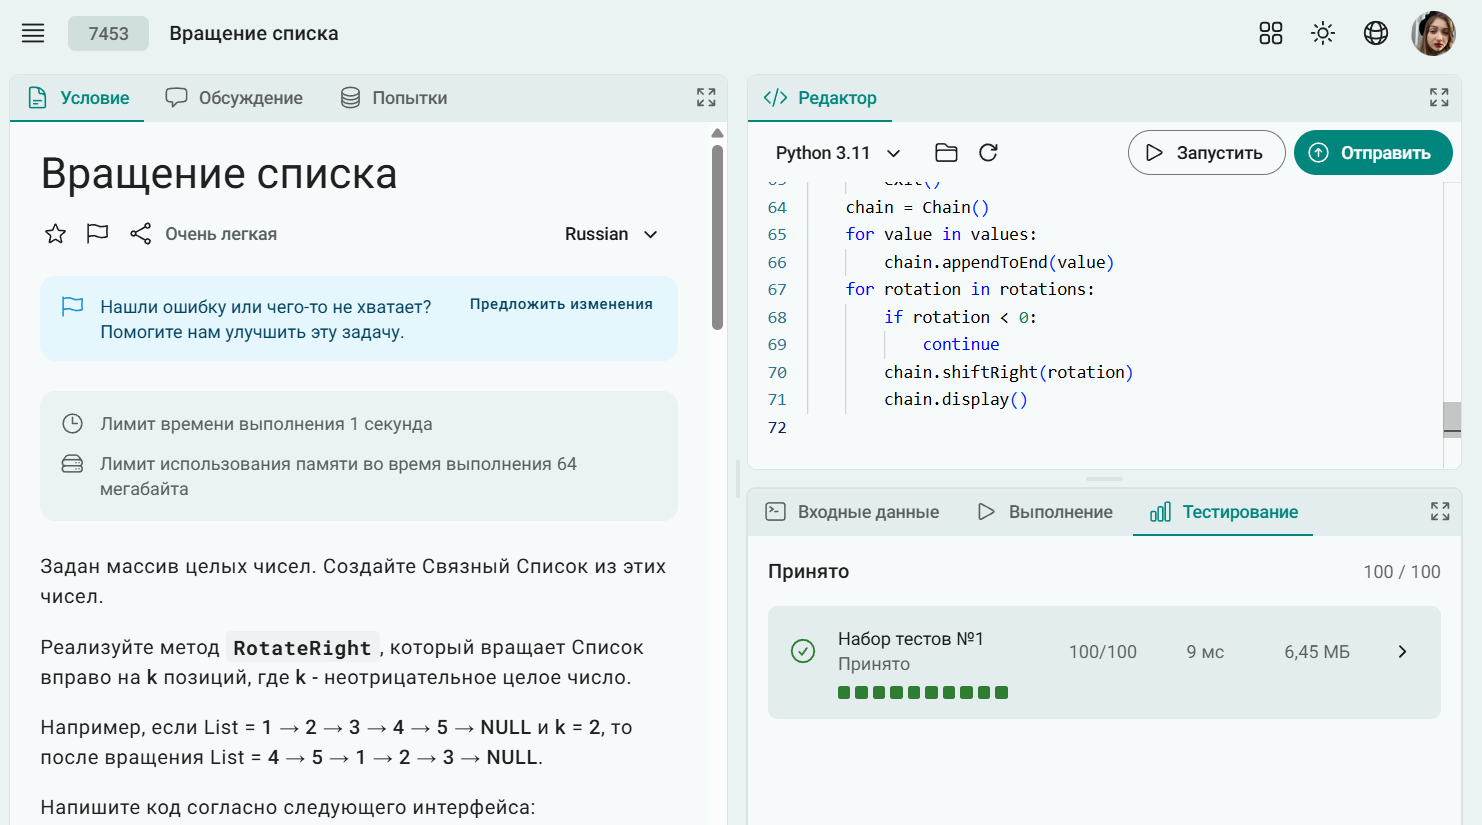 7453 Вращение списка
Условие Обсуждение Попытки
Вращение списка
Очень легкая Russian
Нашли ошибку или чего-то не хватает? Предложить изменения
Помогите нам улучшить эту задачу.
Лимит времени выполнения 1 секунда
Лимит использования памяти во время выполнения 64
мегабайта
Задан массив целых чисел. Создайте Связный Список из этих
чисел.
Реализуйте метод RotateRight, который вращает Список
вправо на k позиций, где k - неотрицательное целое число.
Например, если List = 1 → 2 → 3 → 4 → 5 → NULL и k = 2, то
после вращения List = 4 → 5 → 1 → 2 → 3 → NULL.
Напишите код согласно следующего интерфейса:
Редактор
Python 3.11 Запустить Отправить
63 exit()
64 chain = Chain()
65 for value in values:
66 chain.appendToEnd(value)
67 for rotation in rotations:
68 if rotation < 0:
69 continue
70 chain.shiftRight(rotation)
71 chain.display()
72
Входные данные Выполнение Тестирование
Принято 100 / 100
Набор тестов №1
Принято 100/100 9 мс 6,45 МБ